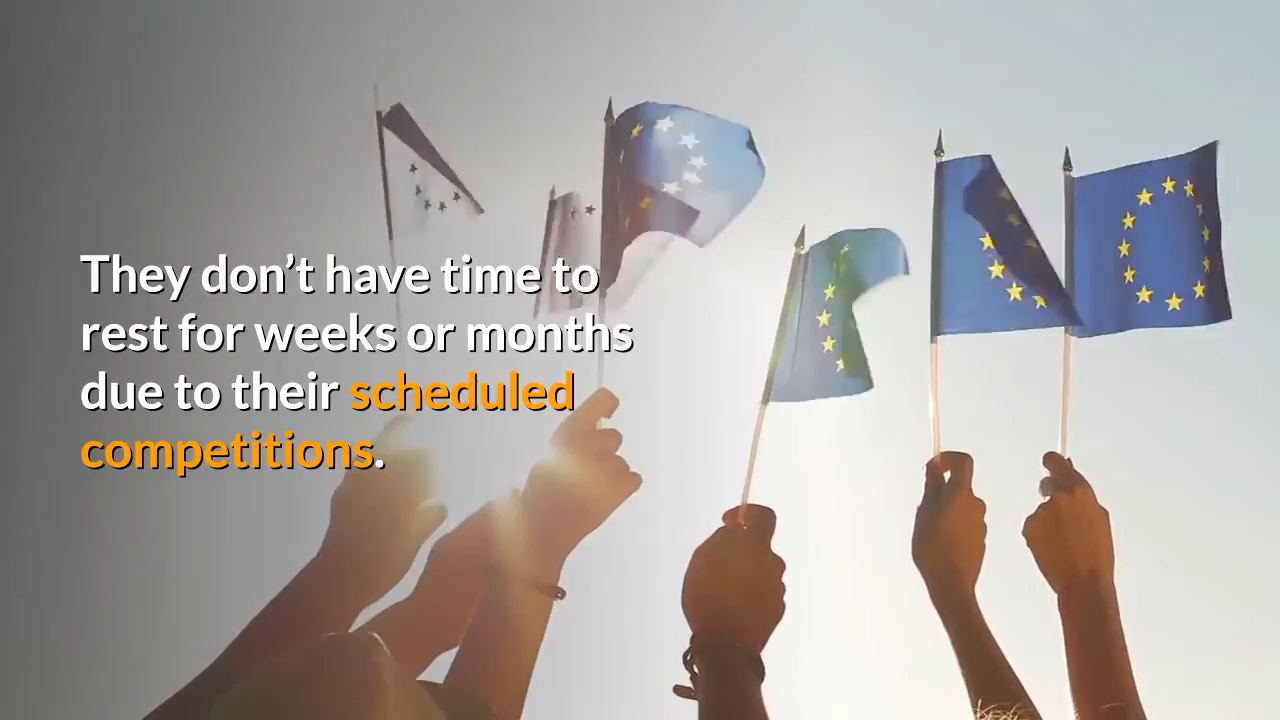 They don’t have time to
rest for weeks or months
due to their scheduled
competitions.